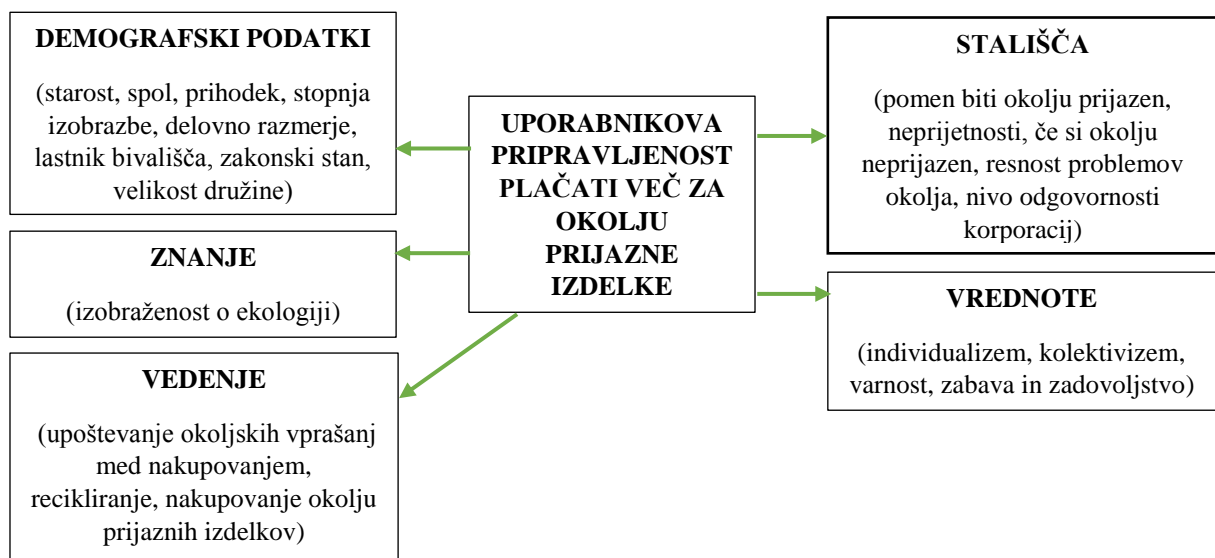 DEMOGRAFSKI PODATKI
(starost, spol, prihodek, stopnja
izobrazbe, delovno razmerje,
lastnik bivališča, zakonski stan,
velikost družine)
ZNANJE
(izobraženost o ekologiji)
VEDENJE
(upoštevanje okoljskih vprašanj
med nakupovanjem,
recikliranje, nakupovanje okolju
prijaznih izdelkov)
UPORABNIKOVA
PRIPRAVLJENOST
PLAČATI VEČ ZA
OKOLJU
PRIJAZNE
IZDELKE
STALIŠČA
(pomen biti okolju prijazen,
neprijetnosti, če si okolju
neprijazen, resnost problemov
okolja, nivo odgovornosti
korporacij)
VREDNOTE
(individualizem, kolektivizem,
varnost, zabava in zadovoljstvo)